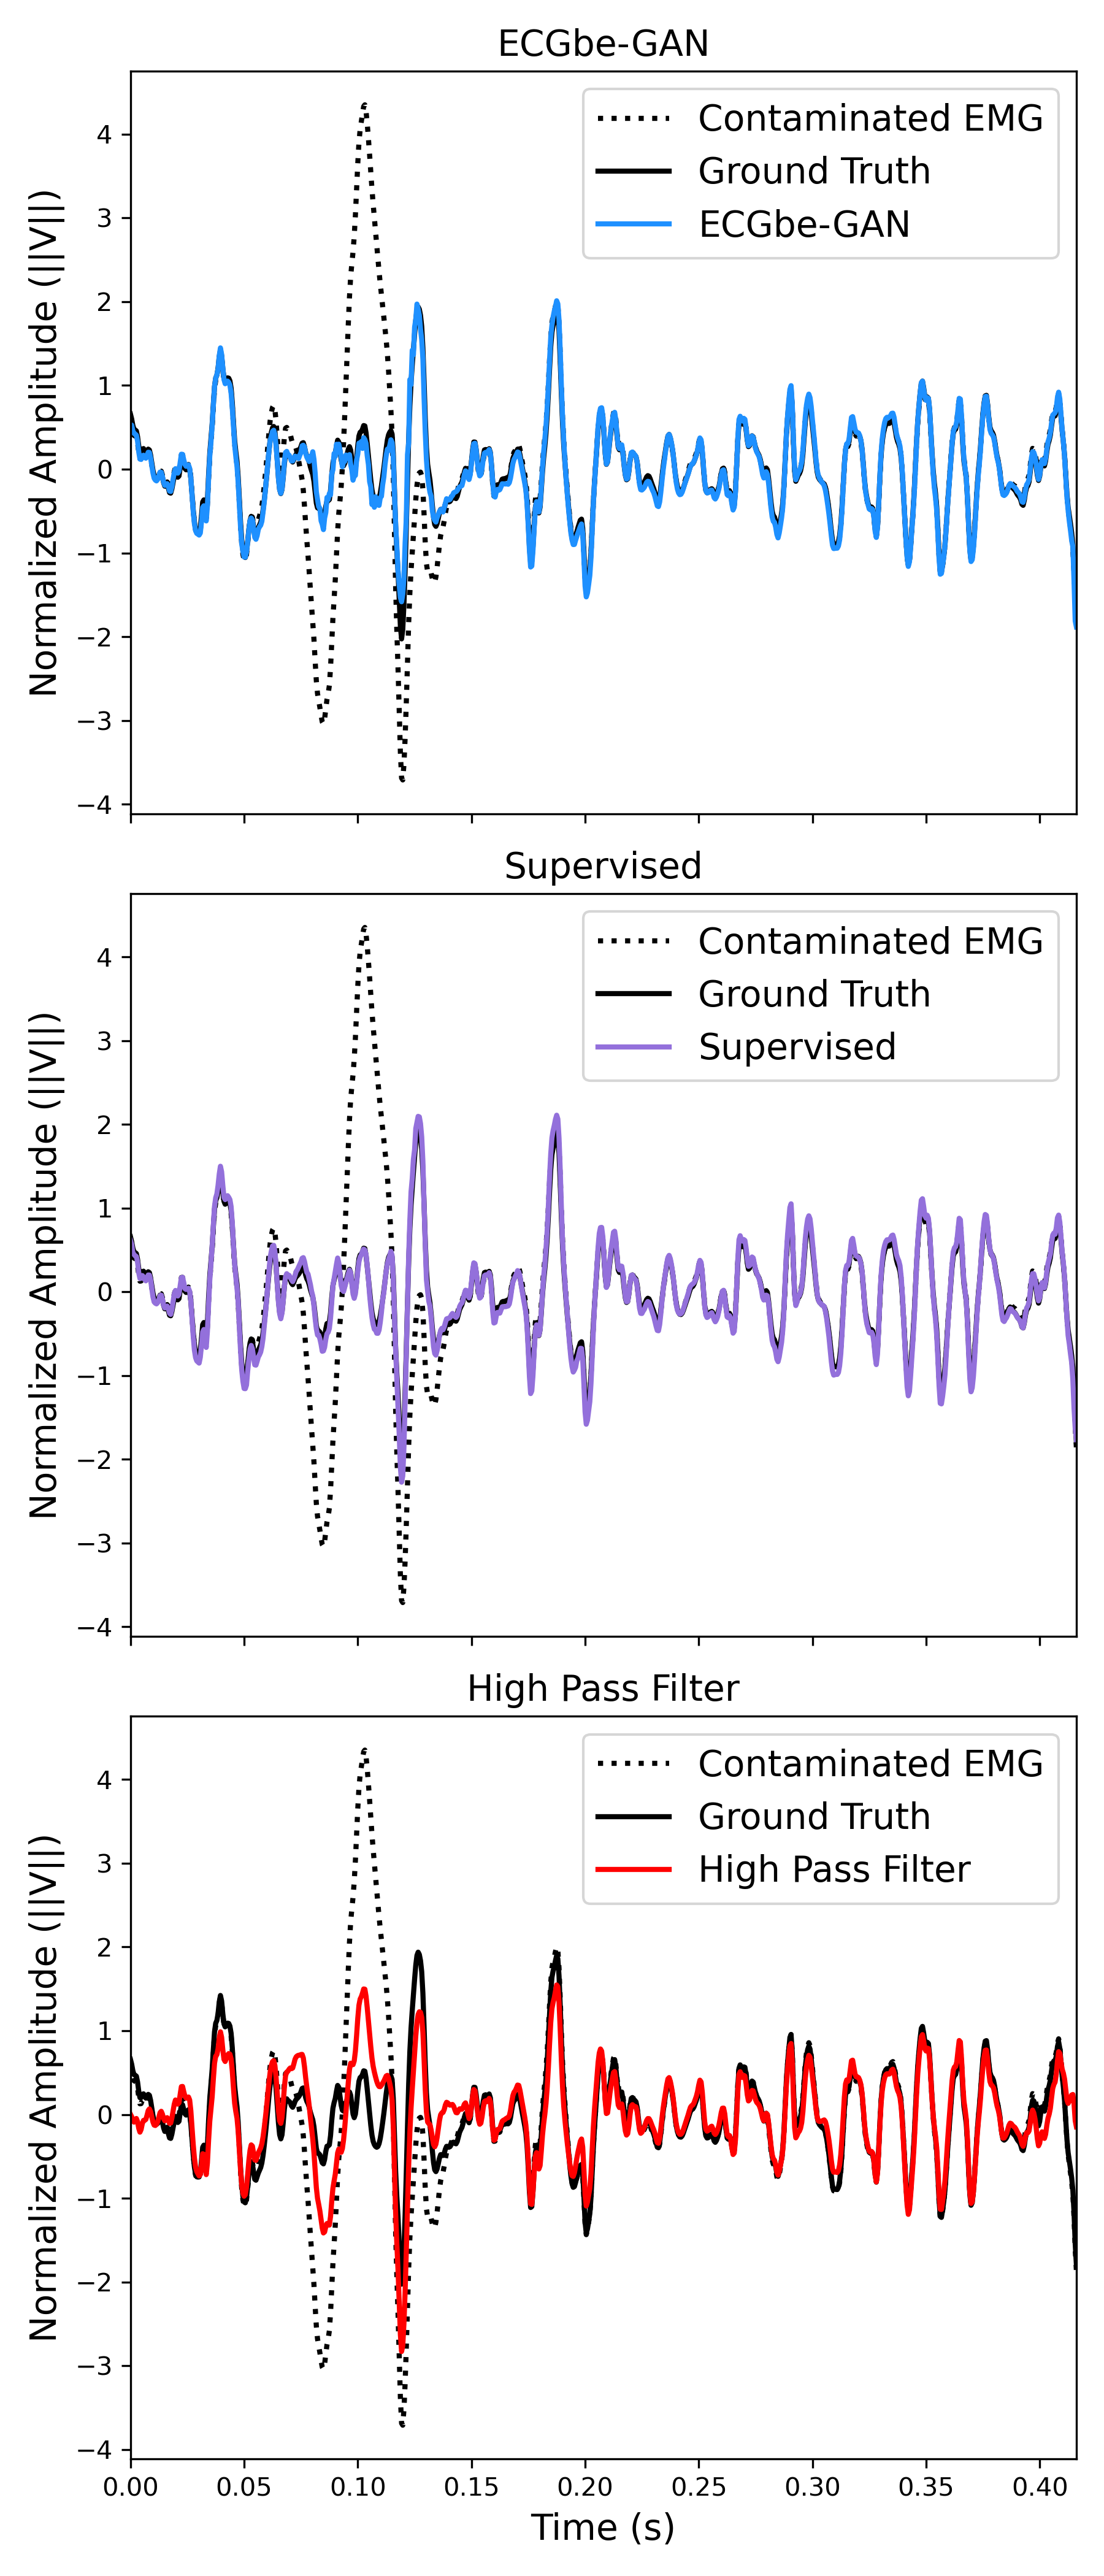 ECGbe-GAN
Contaminated EMG
Ground Truth
ECGbe-GAN
Normalized Amplitude (||V||)
4
3
2
1
0
−1
−2
−3
−4
Supervised
Contaminated EMG
Ground Truth
Supervised
Normalized Amplitude (||V||)
4
3
2
1
0
−1
−2
−3
−4
High Pass Filter
Contaminated EMG
Ground Truth
High Pass Filter
Normalized Amplitude (||V||)
4
3
2
1
0
−1
−2
−3
−4
0.00 0.05 0.10 0.15 0.20 0.25 0.30 0.35 0.40
Time (s)